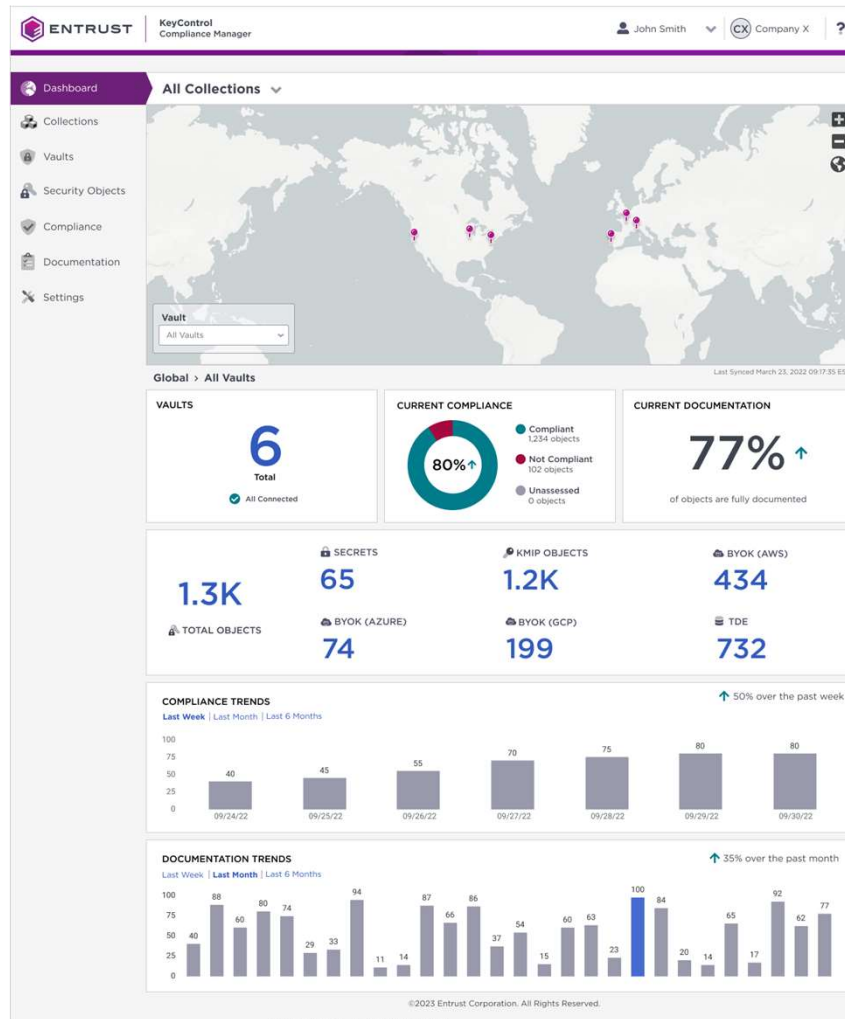 ENTRUST
KeyControl
Compliance Manager
John Smith
CX Company X ?
Dashboard
Collections
Vaults
Security Objects
Compliance
Documentation
Settings
All Collections
Vault
All Vaults
Last Synced March 23, 2022 09:17:35 ES
Global > All Vaults
VAULTS
6
Total
All Connected
CURRENT COMPLIANCE
80%
Compliant
1,234 objects
Not Compliant
102 objects
Unassessed
0 objects
CURRENT DOCUMENTATION
77%
of objects are fully documented
1.3K
TOTAL OBJECTS
SECRETS
65
KMIP OBJECTS
1.2K
BYOK (AWS)
434
BYOK (AZURE)
74
BYOK (GCP)
199
TDE
732
COMPLIANCE TRENDS
50% over the past week
Last Week | Last Month | Last 6 Months
100
75
50
25
0
40 45 55 70 75 80 80
09/24/22 09/25/22 09/26/22 09/27/22 09/28/22 09/29/22 09/30/22
DOCUMENTATION TRENDS
35% over the past month
Last Week | Last Month | Last 6 Months
100
75
50
25
0
40 88 60 80 74 29 33 94 11 14 87 66 86 37 54 15 60 63 23 100 84 20 14 65 17 92 62 77
©2023 Entrust Corporation. All Rights Reserved.